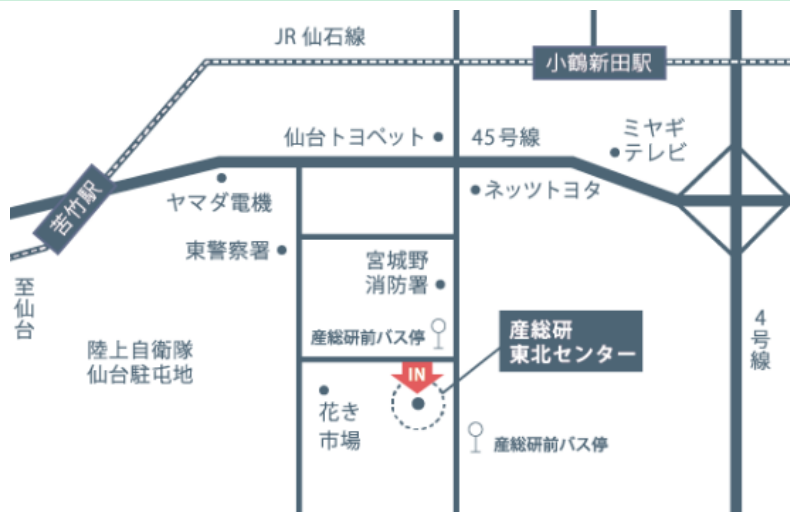 JR 仙石線
小鶴新田駅
仙台トヨペット
45号線
ミヤギ
テレビ
苦竹駅
ヤマダ電機
ネッツトヨタ
東警察署
宮城野
消防署
至仙台
産総研前バス停
産総研
東北センター
4号線
陸上自衛隊
仙台駐屯地
IN
花き
市場
産総研前バス停